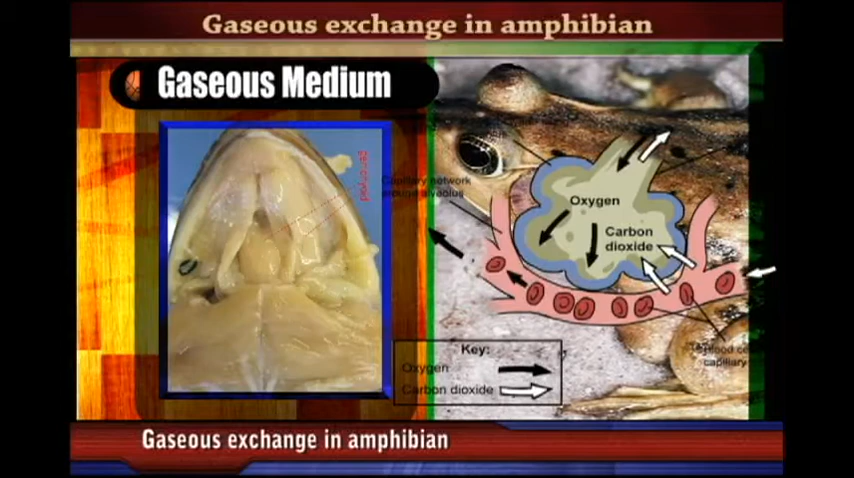 Gaseous exchange in amphibian
Gaseous Medium
Capillary network
around alveolus
Oxygen
Carbon
dioxide
Key:
Oxygen
Carbon dioxide
capillary
Gaseous exchange in amphibian